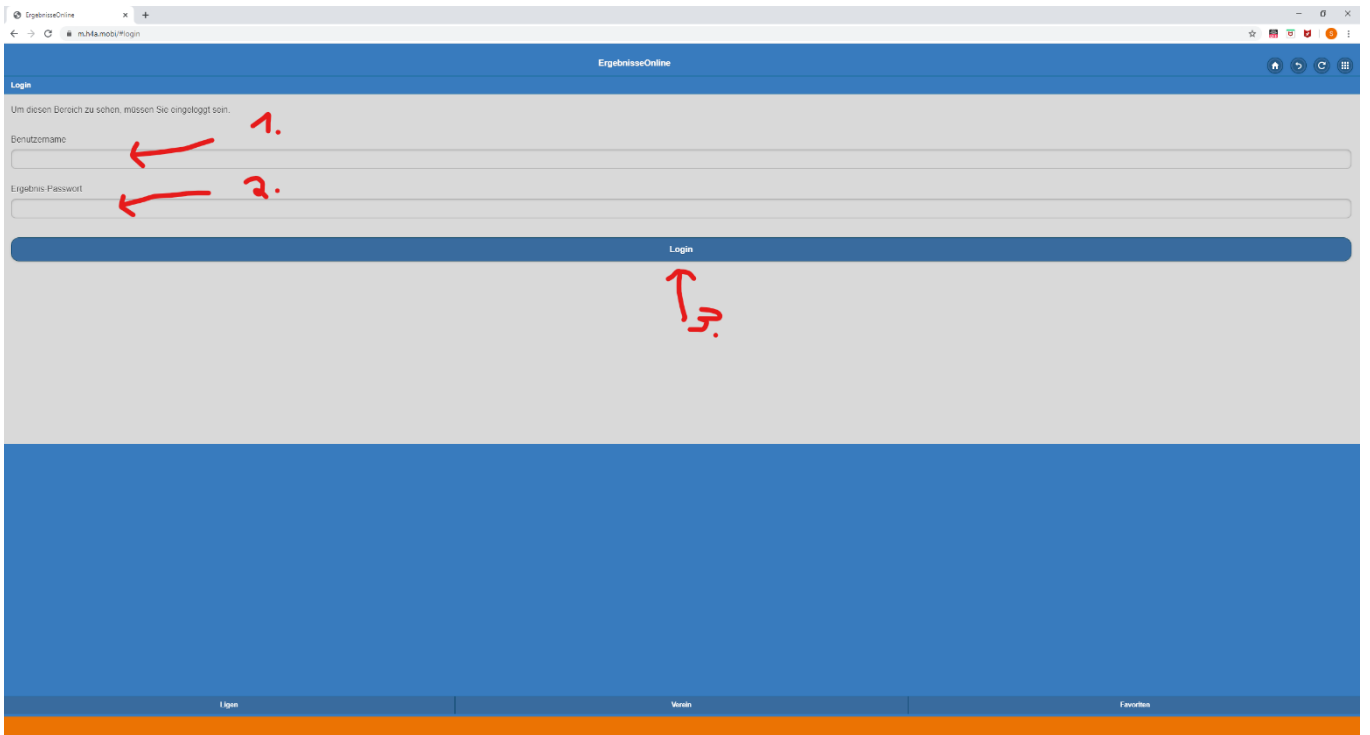 ErgebnisseOnline
m.h4a.mobi/#login
S
ErgebnisseOnline
Login
Um diesen Bereich zu sehen, müssen Sie eingeloggt sein.
1.
Benutzername
2.
Ergebnis-Passwort
Login
3.
Ligen Verein Favoriten